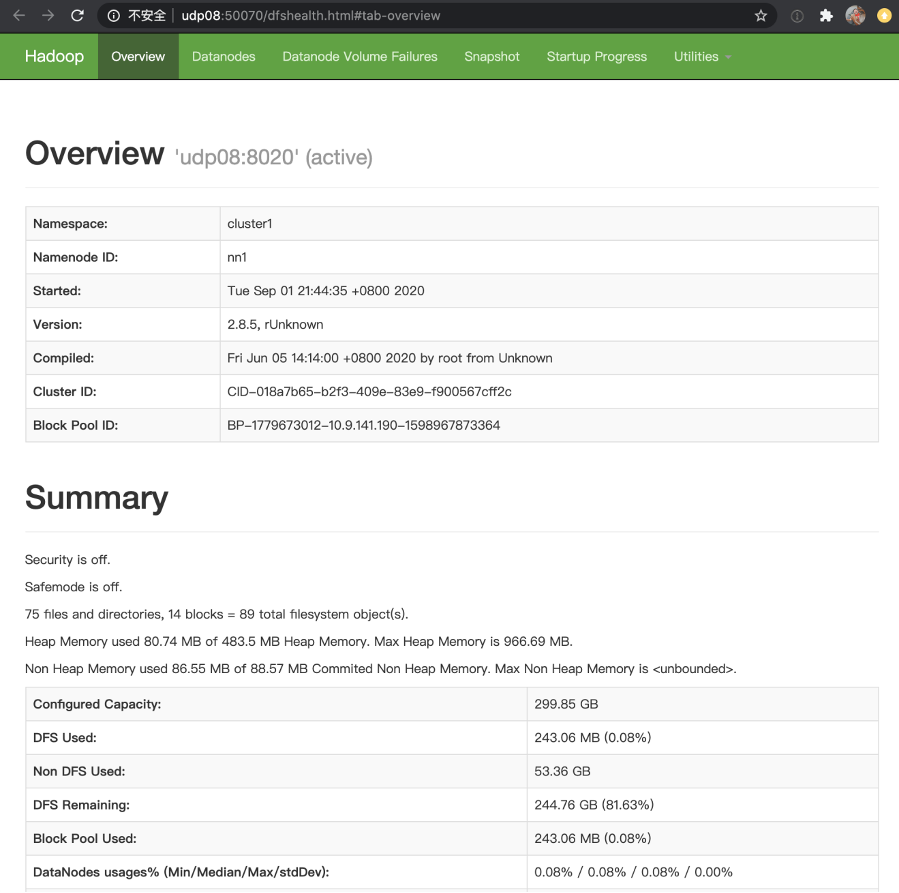 不安全 udp08:50070/dfshealth.html#tab-overview
Hadoop Overview Datanodes Datanode Volume Failures Snapshot Startup Progress Utilities
Overview 'udp08:8020' (active)
Namespace: cluster1
Namenode ID: nn1
Started: Tue Sep 01 21:44:35 +0800 2020
Version: 2.8.5, rUnknown
Compiled: Fri Jun 05 14:14:00 +0800 2020 by root from Unknown
Cluster ID: CID-018a7b65-b2f3-409e-83e9-f900567cff2c
Block Pool ID: BP-1779673012-10.9.141.190-1598967873364
Summary
Security is off.
Safemode is off.
75 files and directories, 14 blocks = 89 total filesystem object(s).
Heap Memory used 80.74 MB of 483.5 MB Heap Memory. Max Heap Memory is 966.69 MB.
Non Heap Memory used 86.55 MB of 88.57 MB Commited Non Heap Memory. Max Non Heap Memory is <unbounded>.
Configured Capacity: 299.85 GB
DFS Used: 243.06 MB (0.08%)
Non DFS Used: 53.36 GB
DFS Remaining: 244.76 GB (81.63%)
Block Pool Used: 243.06 MB (0.08%)
DataNodes usages% (Min/Median/Max/stdDev): 0.08% / 0.08% / 0.08% / 0.00%